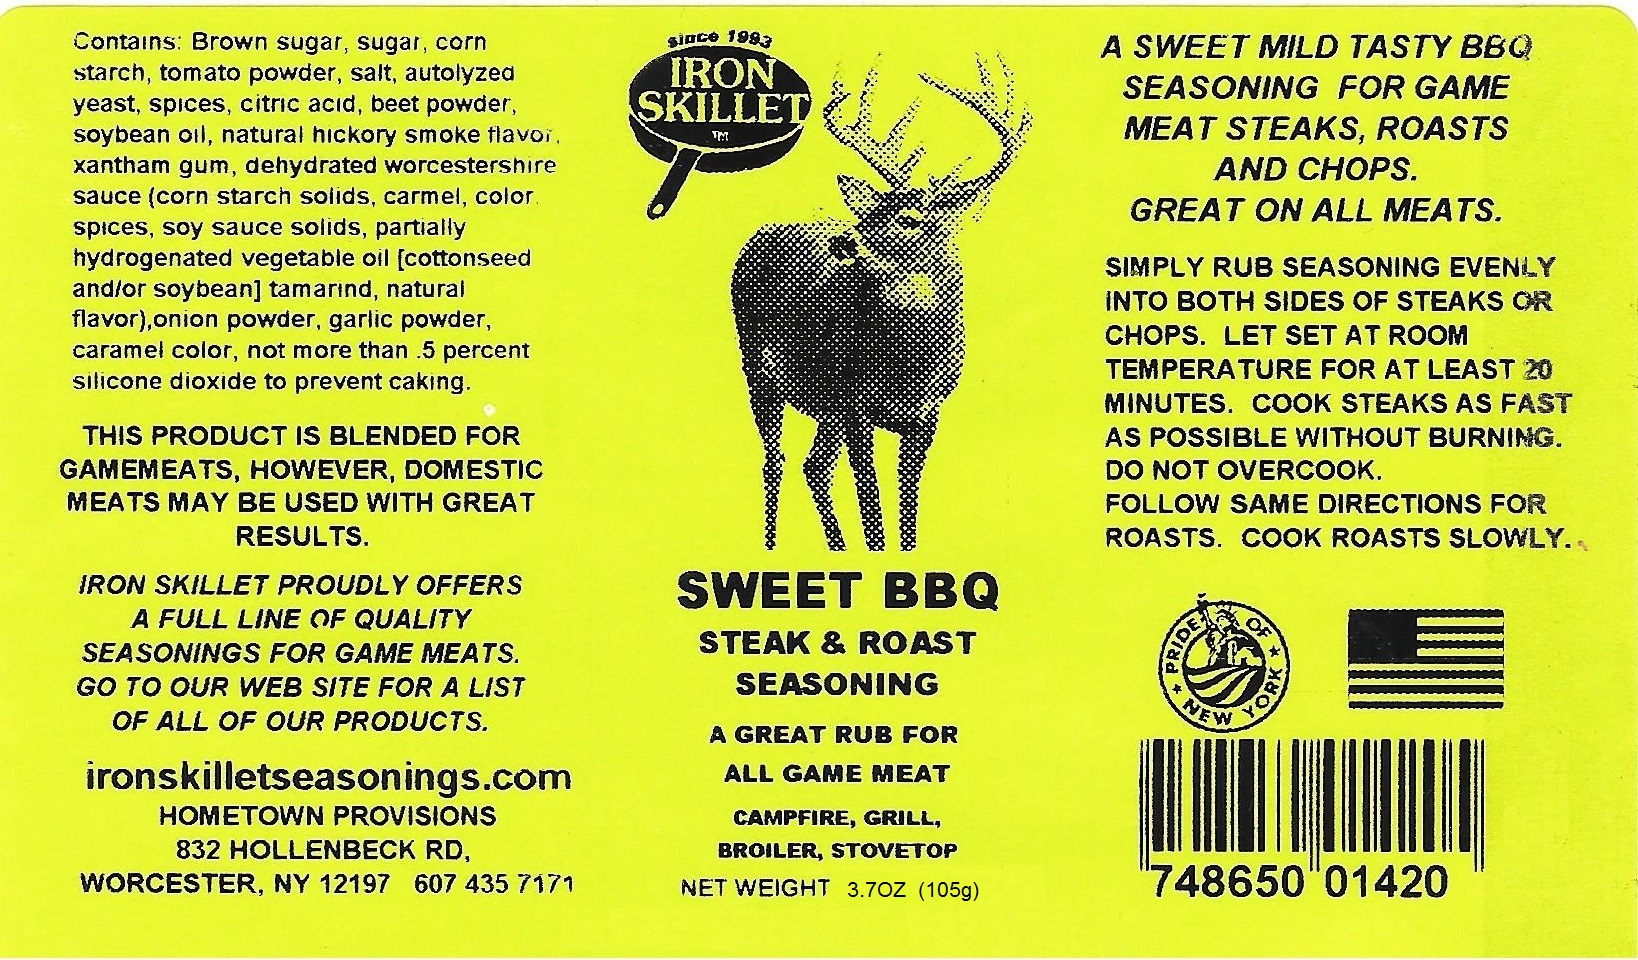 Contains: Brown sugar, sugar, corn
starch, tomato powder, salt, autolyzed
yeast, spices, citric acid, beet powder,
soybean oil, natural hickory smoke flavor,
xantham gum, dehydrated worcestershire
sauce (corn starch solids, carmel, color,
spices, soy sauce solids, partially
hydrogenated vegetable oil [cottonseed
and/or soybean] tamarind, natural
flavor),onion powder, garlic powder,
caramel color, not more than .5 percent
silicone dioxide to prevent caking.
THIS PRODUCT IS BLENDED FOR
GAMEMEATS, HOWEVER, DOMESTIC
MEATS MAY BE USED WITH GREAT
RESULTS.
IRON SKILLET PROUDLY OFFERS
A FULL LINE OF QUALITY
SEASONINGS FOR GAME MEATS.
GO TO OUR WEB SITE FOR A LIST
OF ALL OF OUR PRODUCTS.
ironskilletseasonings.com
HOMETOWN PROVISIONS
832 HOLLENBECK RD,
WORCESTER, NY 12197 607 435 7171
since 1993
IRON
SKILLET
TM
SWEET BBQ
STEAK & ROAST
SEASONING
A GREAT RUB FOR
ALL GAME MEAT
CAMPFIRE, GRILL,
BROILER, STOVETOP
NET WEIGHT 3.7OZ (105g)
A SWEET MILD TASTY BBQ
SEASONING FOR GAME
MEAT STEAKS, ROASTS
AND CHOPS.
GREAT ON ALL MEATS.
SIMPLY RUB SEASONING EVENLY
INTO BOTH SIDES OF STEAKS OR
CHOPS. LET SET AT ROOM
TEMPERATURE FOR AT LEAST 20
MINUTES. COOK STEAKS AS FAST
AS POSSIBLE WITHOUT BURNING.
DO NOT OVERCOOK.
FOLLOW SAME DIRECTIONS FOR
ROASTS. COOK ROASTS SLOWLY.
PRIDE OF
NEW YORK
748650 01420